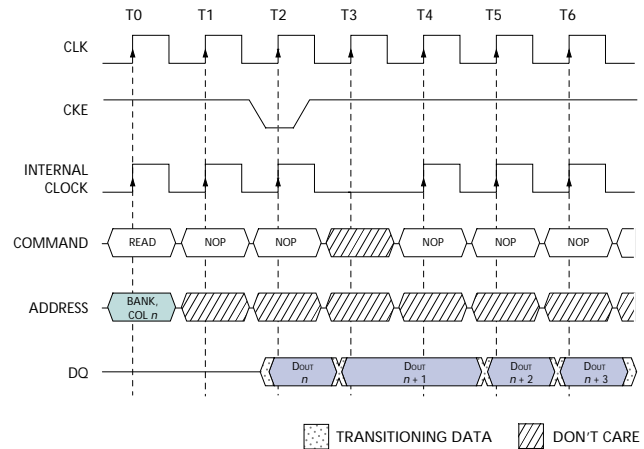 T0 T1 T2 T3 T4 T5 T6
CLK
CKE
INTERNAL
CLOCK
COMMAND READ NOP NOP NOP NOP NOP
ADDRESS BANK,
COL n
DQ DOUT DOUT DOUT DOUT
n n + 1 n + 2 n + 3
TRANSITIONING DATA DON'T CARE